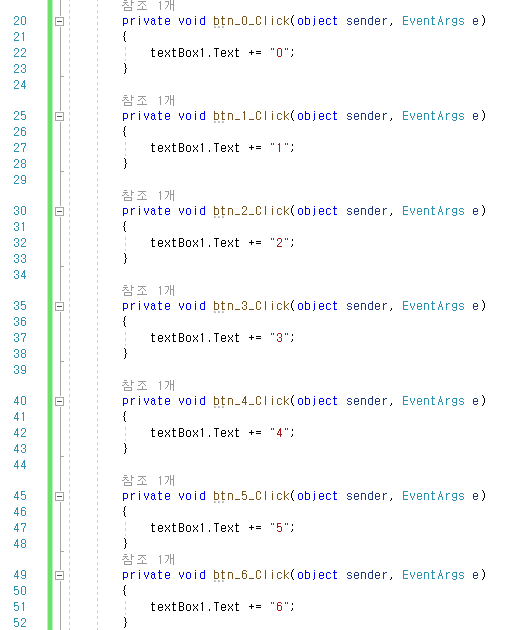 참조 1개
20 private void btn_0_Click(object sender, EventArgs e)
21 {
22 textBox1.Text += "0";
23 }
24
참조 1개
25 private void btn_1_Click(object sender, EventArgs e)
26 {
27 textBox1.Text += "1";
28 }
29
참조 1개
30 private void btn_2_Click(object sender, EventArgs e)
31 {
32 textBox1.Text += "2";
33 }
34
참조 1개
35 private void btn_3_Click(object sender, EventArgs e)
36 {
37 textBox1.Text += "3";
38 }
39
참조 1개
40 private void btn_4_Click(object sender, EventArgs e)
41 {
42 textBox1.Text += "4";
43 }
44
참조 1개
45 private void btn_5_Click(object sender, EventArgs e)
46 {
47 textBox1.Text += "5";
48 }
참조 1개
49 private void btn_6_Click(object sender, EventArgs e)
50 {
51 textBox1.Text += "6";
52 }